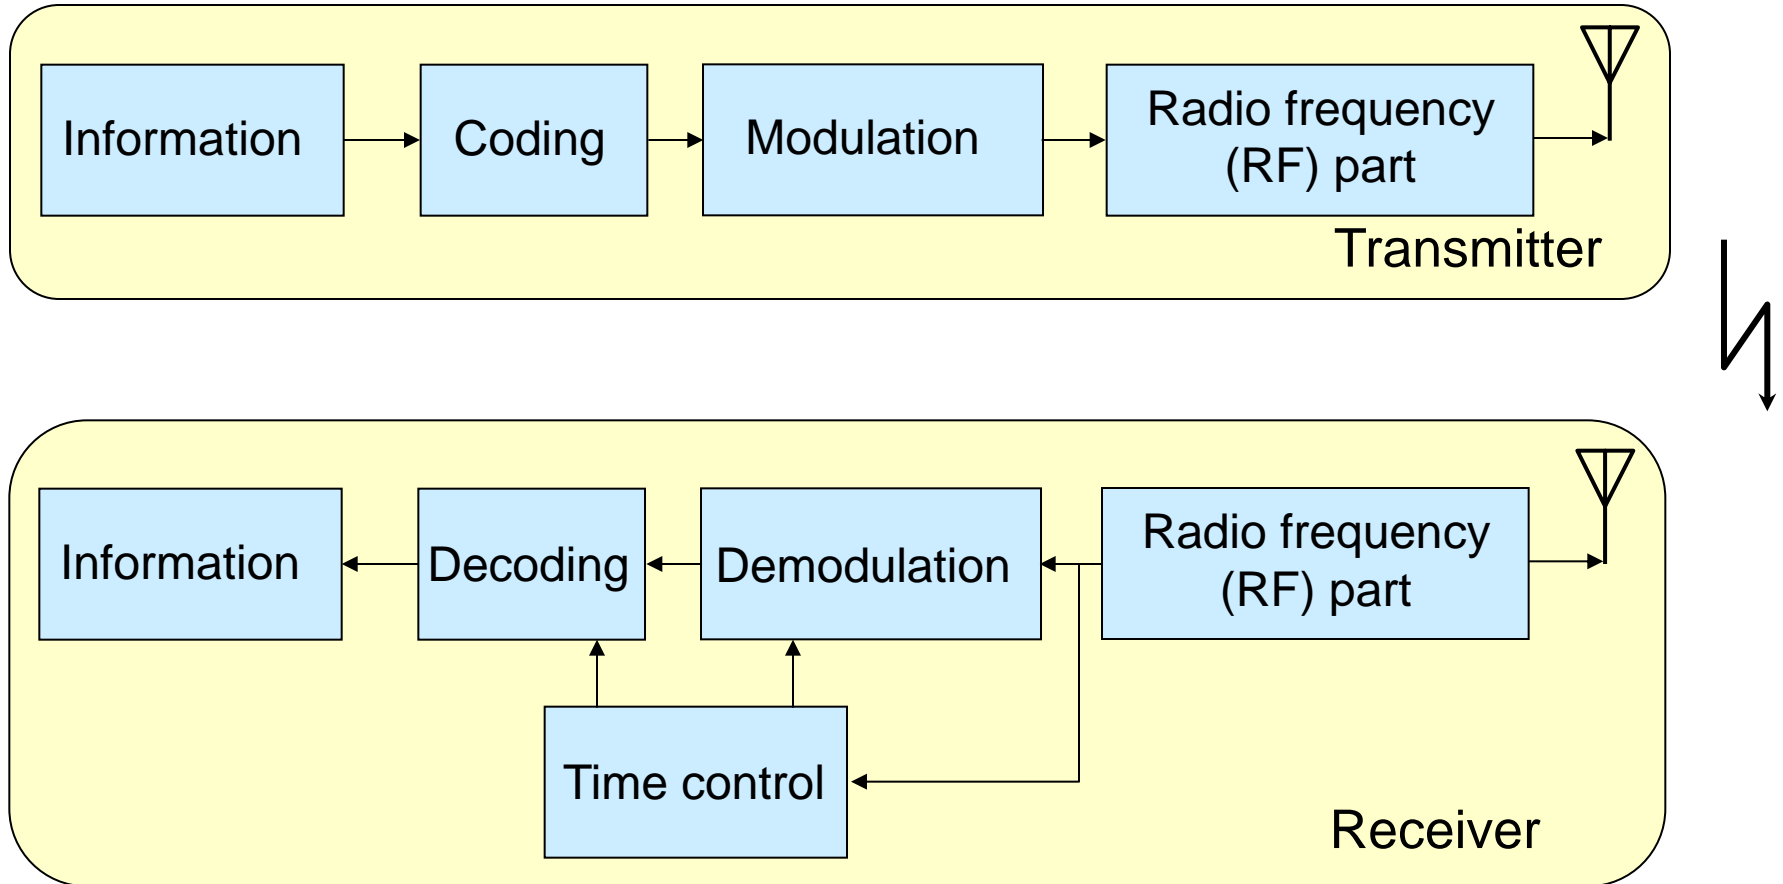 Information
Coding
Modulation
Radio frequency
(RF) part
Transmitter
Information
Decoding
Demodulation
Radio frequency
(RF) part
Time control
Receiver